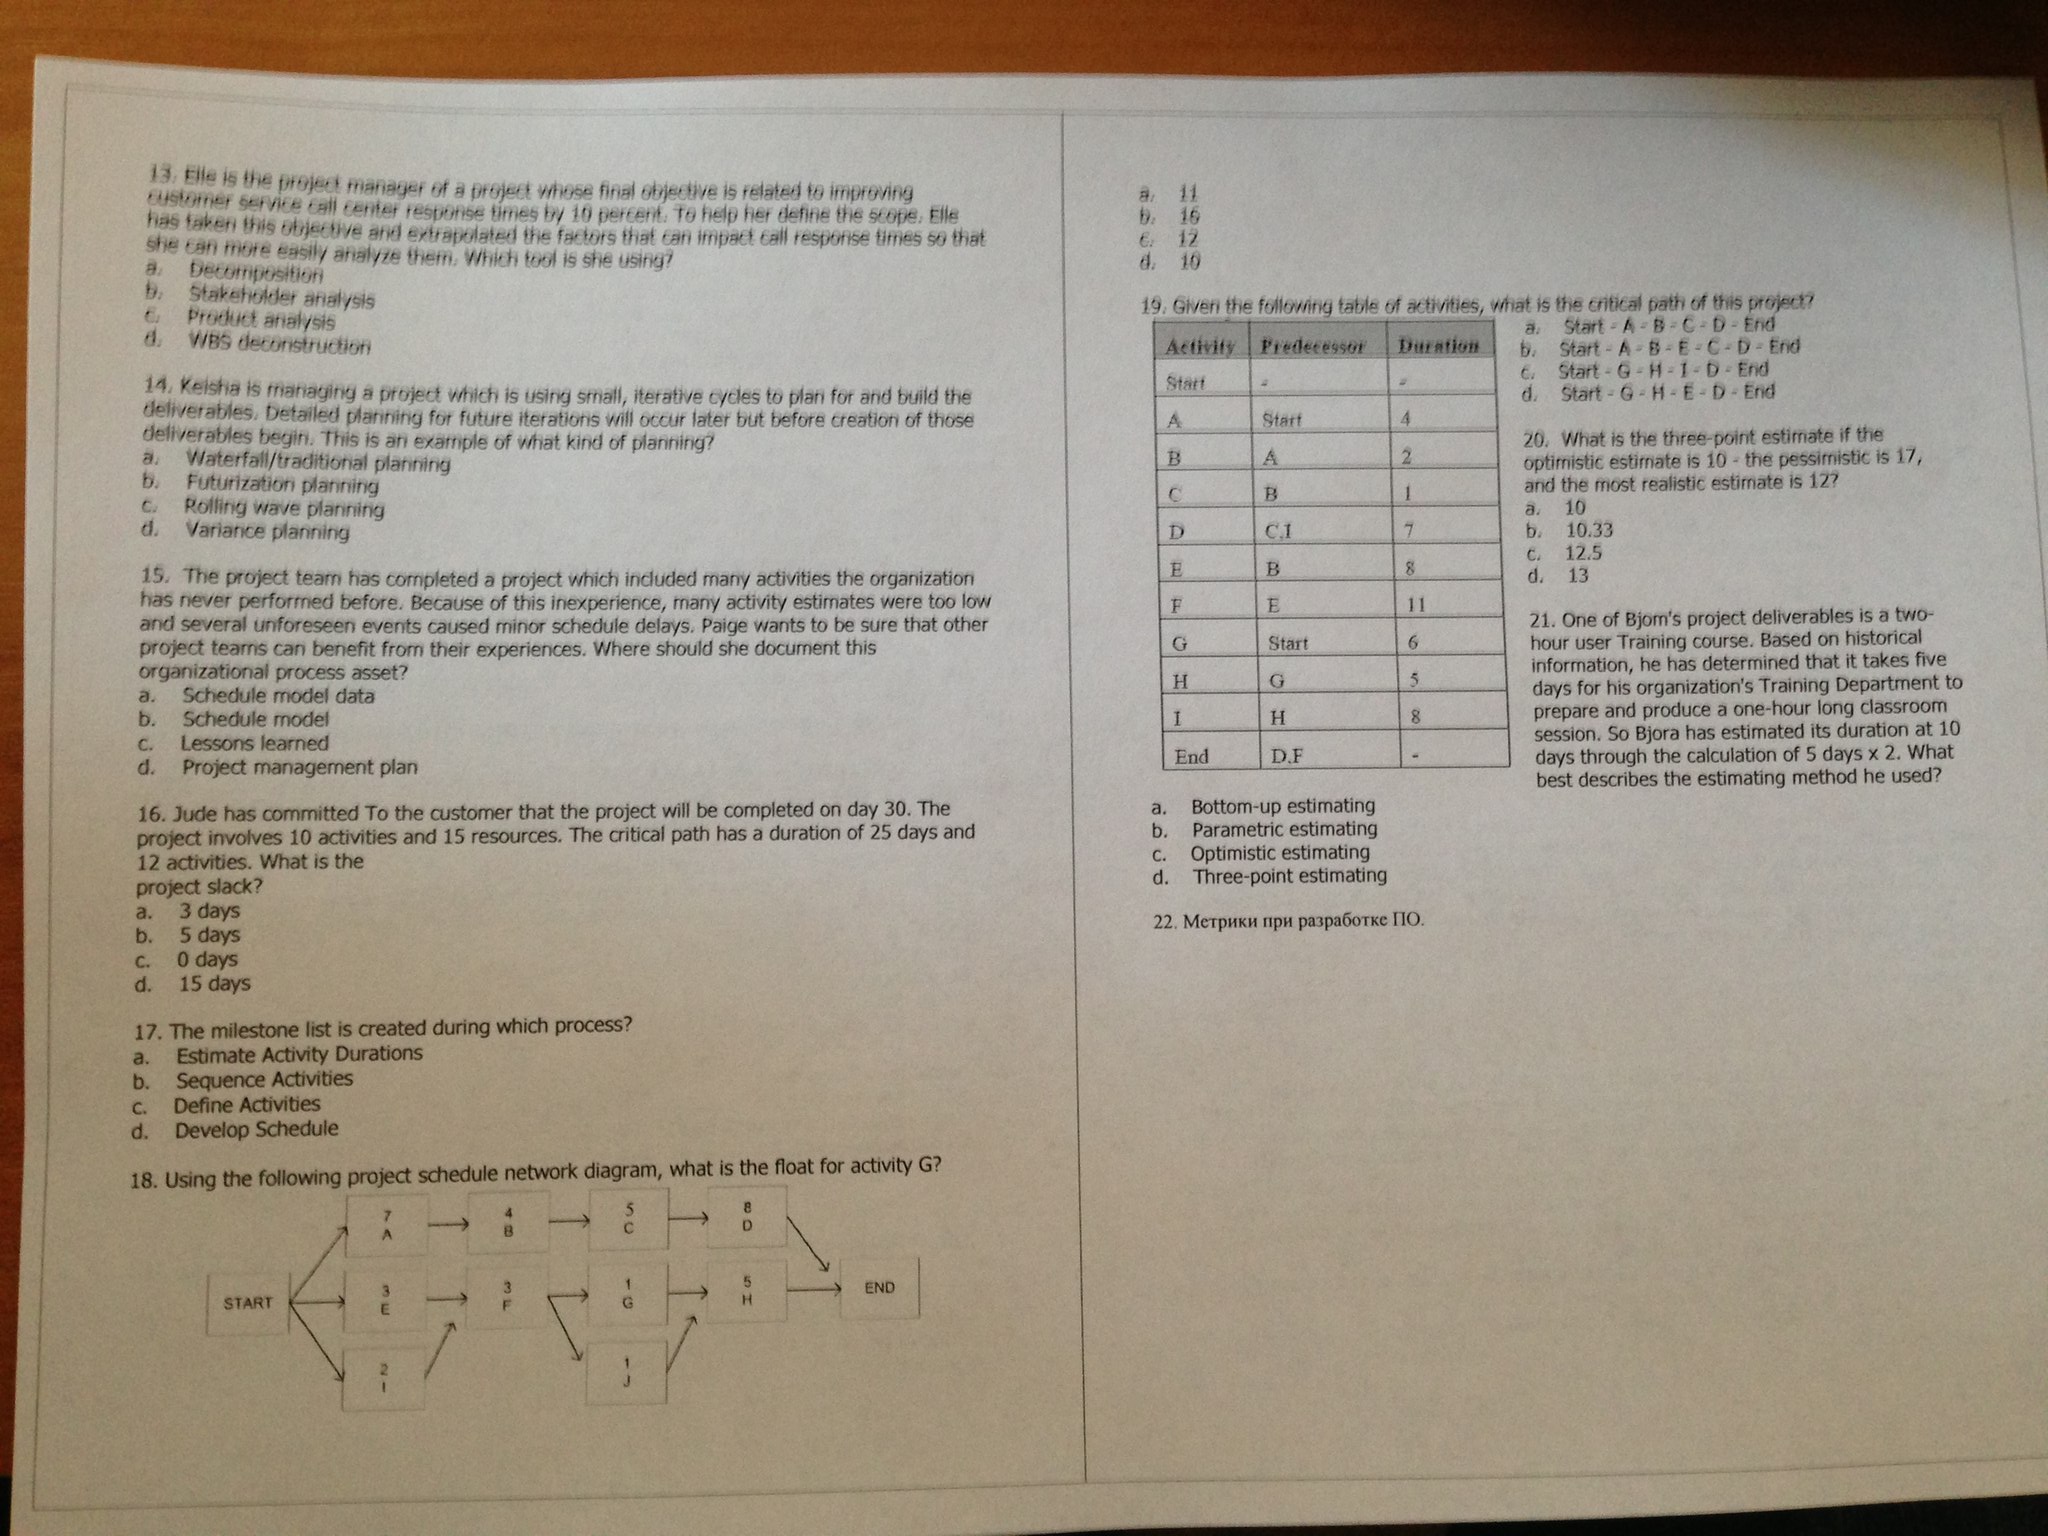 13. Elle is the project manager of a project whose final objective is related to improving
customer service call center response times by 10 percent. To help her define the scope, Elle
has taken this objective and extrapolated the factors that can impact call response times so that
she can more easily analyze them. Which tool is she using?
a. Decomposition
b. Stakeholder analysis
c. Product analysis
d. WBS deconstruction
14. Keisha is managing a project which is using small, iterative cycles to plan for and build the
deliverables. Detailed planning for future iterations will occur later but before creation of those
deliverables begin. This is an example of what kind of planning?
a. Waterfall/traditional planning
b. Futurization planning
c. Rolling wave planning
d. Variance planning
15. The project team has completed a project which included many activities the organization
has never performed before. Because of this inexperience, many activity estimates were too low
and several unforeseen events caused minor schedule delays. Paige wants to be sure that other
project teams can benefit from their experiences. Where should she document this
organizational process asset?
a. Schedule model data
b. Schedule model
c. Lessons learned
d. Project management plan
16. Jude has committed To the customer that the project will be completed on day 30. The
project involves 10 activities and 15 resources. The critical path has a duration of 25 days and
12 activities. What is the
project slack?
a. 3 days
b. 5 days
c. 0 days
d. 15 days
17. The milestone list is created during which process?
a. Estimate Activity Durations
b. Sequence Activities
c. Define Activities
d. Develop Schedule
18. Using the following project schedule network diagram, what is the float for activity G?
7 4 5 8
A B C D
START
3 3 1 5
E F G H
END
2 1
I J
a. 11
b. 16
c. 12
d. 10
19. Given the following table of activities, what is the critical path of this project?
Activity Predecessor Duration
Start - -
A Start 4
B A 2
C B 1
D C,I 7
E B 8
F E 11
G Start 6
H G 5
I H 8
End D,F -
a. Start - A - B - C - D - End
b. Start - A - B - E - C - D - End
c. Start - G - H - I - D - End
d. Start - G - H - E - D - End
20. What is the three-point estimate if the
optimistic estimate is 10 - the pessimistic is 17,
and the most realistic estimate is 12?
a. 10
b. 10.33
c. 12.5
d. 13
21. One of Bjom's project deliverables is a two-
hour user Training course. Based on historical
information, he has determined that it takes five
days for his organization's Training Department to
prepare and produce a one-hour long classroom
session. So Bjora has estimated its duration at 10
days through the calculation of 5 days x 2. What
best describes the estimating method he used?
a. Bottom-up estimating
b. Parametric estimating
c. Optimistic estimating
d. Three-point estimating
22. Метрики при разработке ПО.